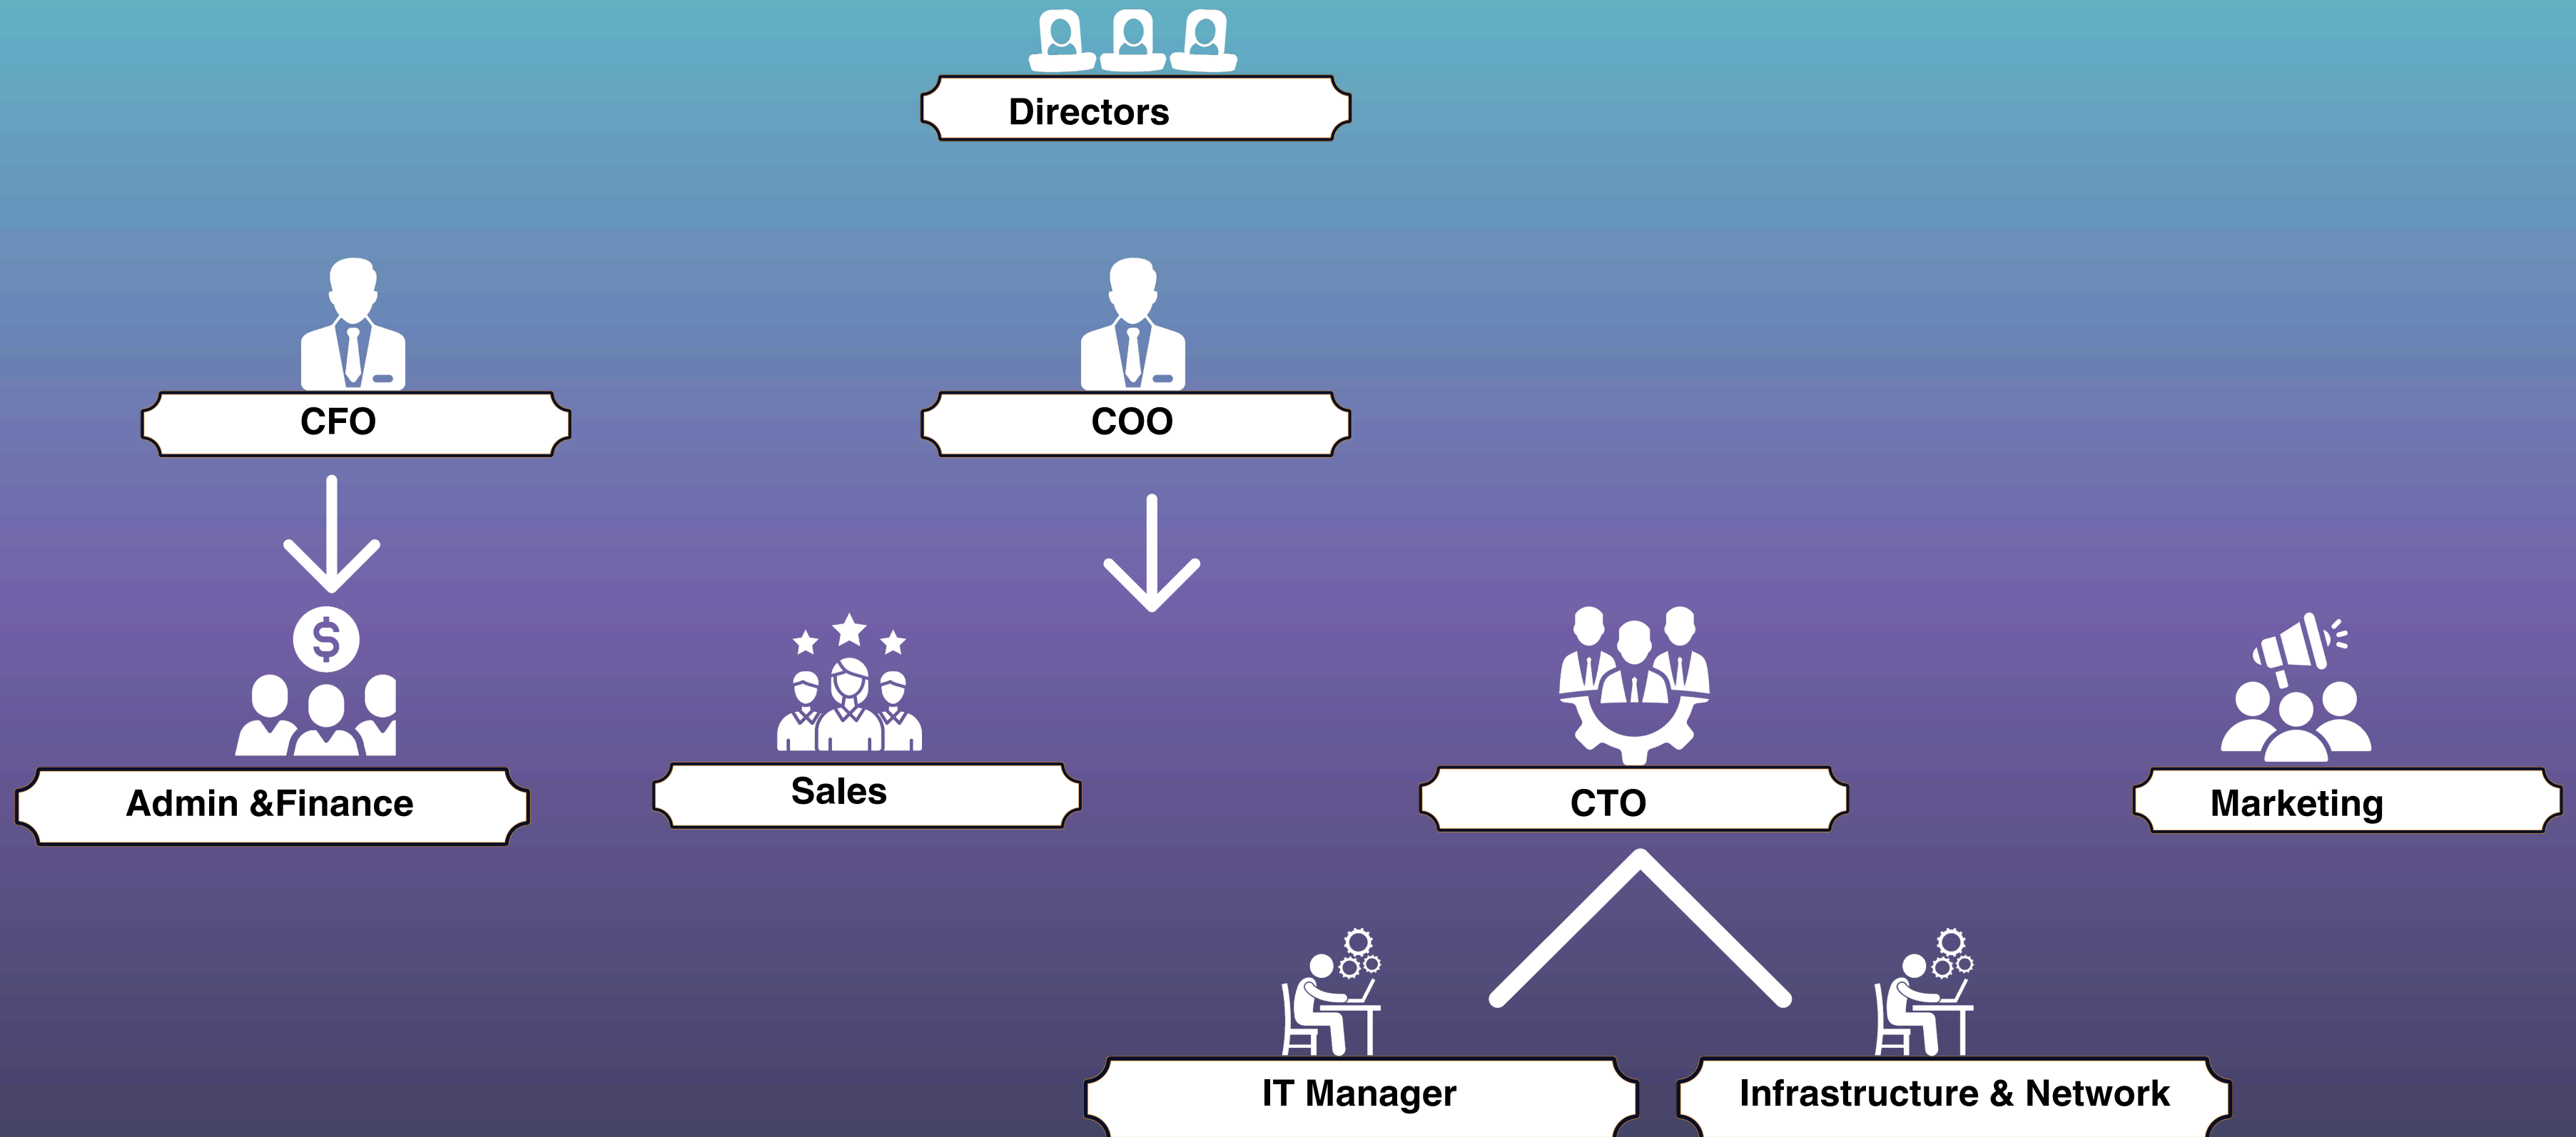 Directors
CFO
COO
Admin &Finance
Sales
CTO
Marketing
IT Manager
Infrastructure & Network